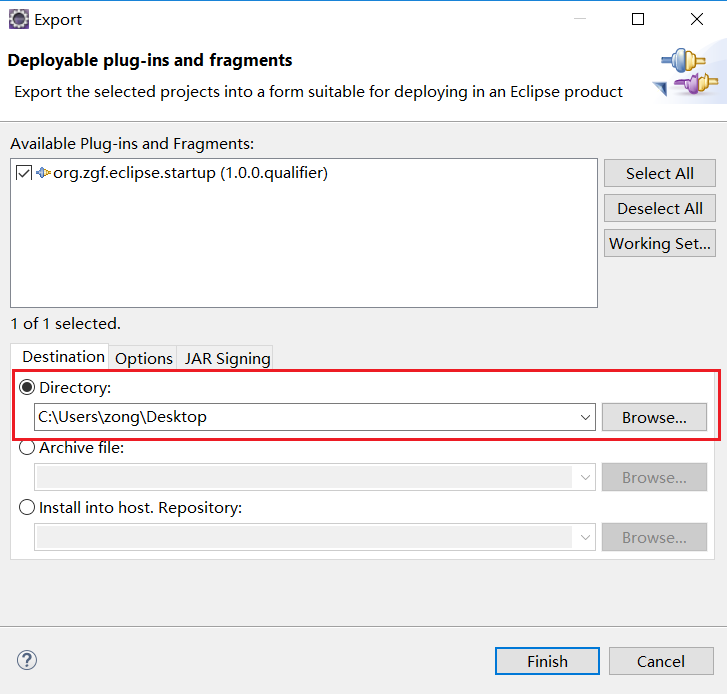 Export
Deployable plug-ins and fragments
Export the selected projects into a form suitable for deploying in an Eclipse product
Available Plug-ins and Fragments:
org.zgf.eclipse.startup (1.0.0.qualifier)
Select All
Deselect All
Working Set...
1 of 1 selected.
Destination Options JAR Signing
Directory:
C:\Users\zong\Desktop Browse...
Archive file:
Browse...
Install into host. Repository:
Browse...
? Finish Cancel